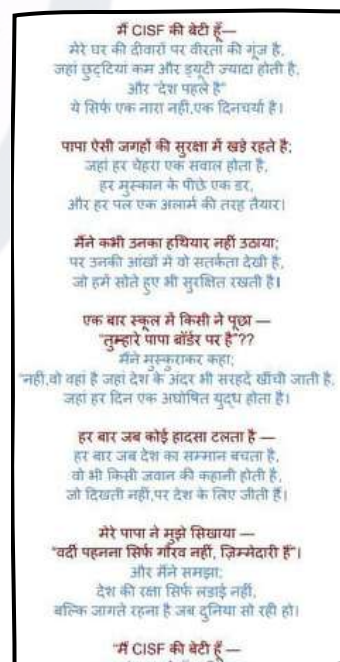 मैं CISF की बेटी हूँ—
मेरे घर की दीवारों पर वीरता की गूंज है,
जहां छुट्टियां कम और ड्यूटी ज्यादा होती है,
और "देश पहले है"
ये सिर्फ एक नारा नहीं,एक दिनचर्या है।
पापा ऐसी जगहों की सुरक्षा में खड़े रहते है;
जहां हर चेहरा एक सवाल होता है,
हर मुस्कान के पीछे एक डर,
और हर पल एक अलार्म की तरह तैयार।
मैंने कभी उनका हथियार नहीं उठाया;
पर उनकी आंखों में वो सतर्कता देखी है,
जो हमें सोते हुए भी सुरक्षित रखती है।
एक बार स्कूल में किसी ने पूछा —
"तुम्हारे पापा बॉर्डर पर है"??
मैंने मुस्कुराकर कहा;
"नहीं,वो वहां है जहां देश के अंदर भी सरहदें खींची जाती है,
जहां हर दिन एक अघोषित युद्ध होता है।
हर बार जब कोई हादसा टलता है —
हर बार जब देश का सम्मान बचता है,
वो भी किसी जवान की कहानी होती है,
जो दिखती नहीं,पर देश के लिए जीती हैं।
मेरे पापा ने मुझे सिखाया —
"वर्दी पहनना सिर्फ गौरव नहीं, ज़िम्मेदारी हैं"।
और मैंने समझा;
देश की रक्षा सिर्फ लड़ाई नहीं,
बल्कि जागते रहना है जब दुनिया सो रही हो।
"मैं CISF की बेटी हूँ —